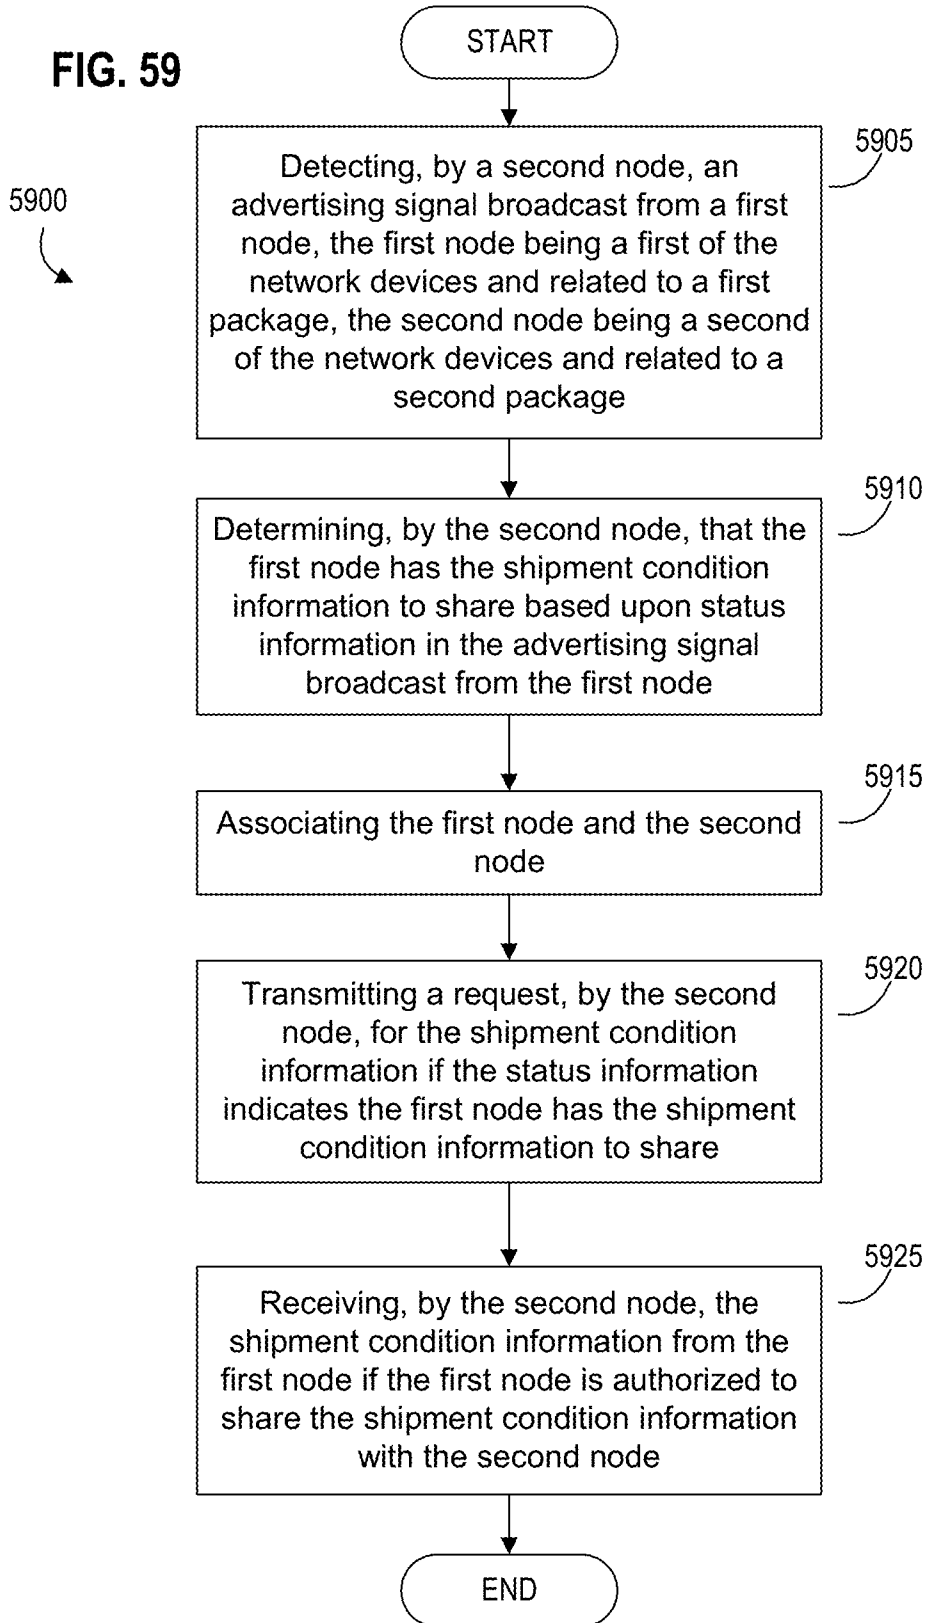 FIG. 59
START
5900
5905
Detecting, by a second node, an
advertising signal broadcast from a first
node, the first node being a first of the
network devices and related to a first
package, the second node being a second
of the network devices and related to a
second package
5910
Determining, by the second node, that the
first node has the shipment condition
information to share based upon status
information in the advertising signal
broadcast from the first node
5915
Associating the first node and the second
node
5920
Transmitting a request, by the second
node, for the shipment condition
information if the status information
indicates the first node has the shipment
condition information to share
5925
Receiving, by the second node, the
shipment condition information from the
first node if the first node is authorized to
share the shipment condition information
with the second node
END